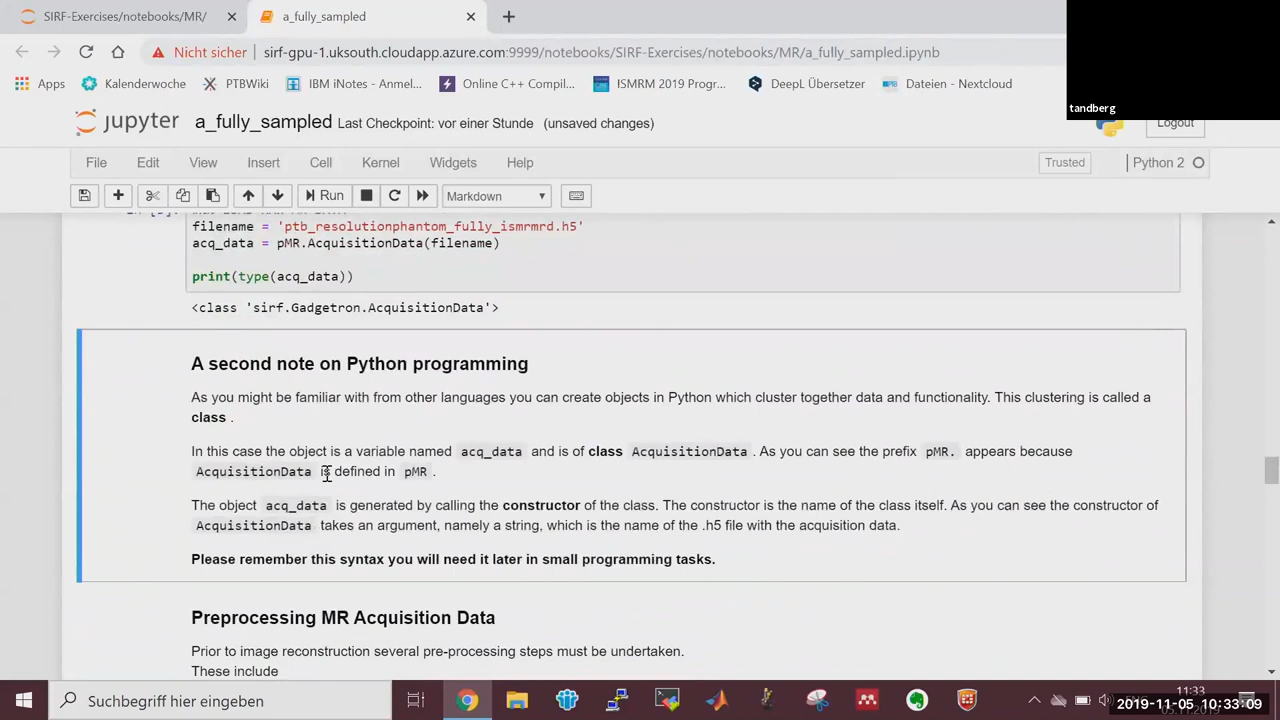 SIRF-Exercises/notebooks/MR/
a_fully_sampled
Nicht sicher
sirf-gpu-1.uksouth.cloudapp.azure.com:9999/notebooks/SIRF-Exercises/notebooks/MR/a_fully_sampled.ipynb
Apps
Kalenderwoche
PTBWiki
IBM iNotes - Anmel...
Online C++ Compil...
ISMRM 2019 Progr...
DeepL Übersetzer
Dateien - Nextcloud
tandberg
jupyter
a_fully_sampled
Last Checkpoint: vor einer Stunde
(unsaved changes)
Logout
File
Edit
View
Insert
Cell
Kernel
Widgets
Help
Trusted
Python 2
Run
Markdown
filename = 'ptb_resolutionphantom_fully_ismrmrd.h5'
acq_data = pMR.AcquisitionData(filename)
print(type(acq_data))
<class 'sirf.Gadgetron.AcquisitionData'>
A second note on Python programming
As you might be familiar with from other languages you can create objects in Python which cluster together data and functionality. This clustering is called a
class .
In this case the object is a variable named acq_data and is of class AcquisitionData . As you can see the prefix pMR. appears because
AcquisitionData is defined in pMR .
The object acq_data is generated by calling the constructor of the class. The constructor is the name of the class itself. As you can see the constructor of
AcquisitionData takes an argument, namely a string, which is the name of the .h5 file with the acquisition data.
Please remember this syntax you will need it later in small programming tasks.
Preprocessing MR Acquisition Data
Prior to image reconstruction several pre-processing steps must be undertaken.
These include
Suchbegriff hier eingeben
ENG
11:33
2019-11-05 10:33:09